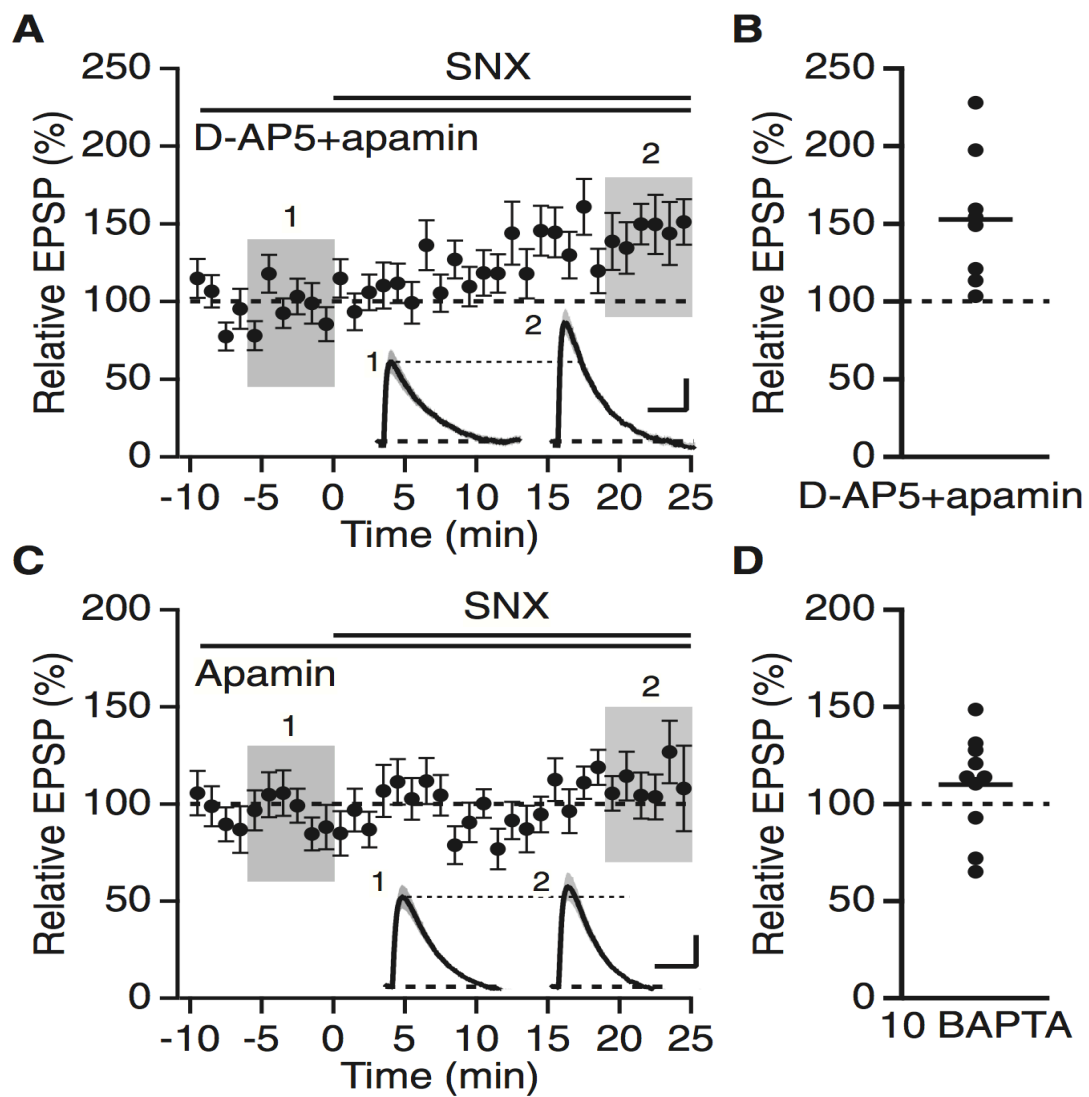 A
SNX
D-AP5+apamin
Relative EPSP (%)
250
200
150
100
50
0
1
2
1
2
-10 -5 0 5 10 15 20 25
Time (min)
B
Relative EPSP (%)
250
200
150
100
50
0
D-AP5+apamin
C
SNX
Apamin
Relative EPSP (%)
200
150
100
50
0
1
2
1
2
-10 -5 0 5 10 15 20 25
Time (min)
D
Relative EPSP (%)
200
150
100
50
0
10 BAPTA